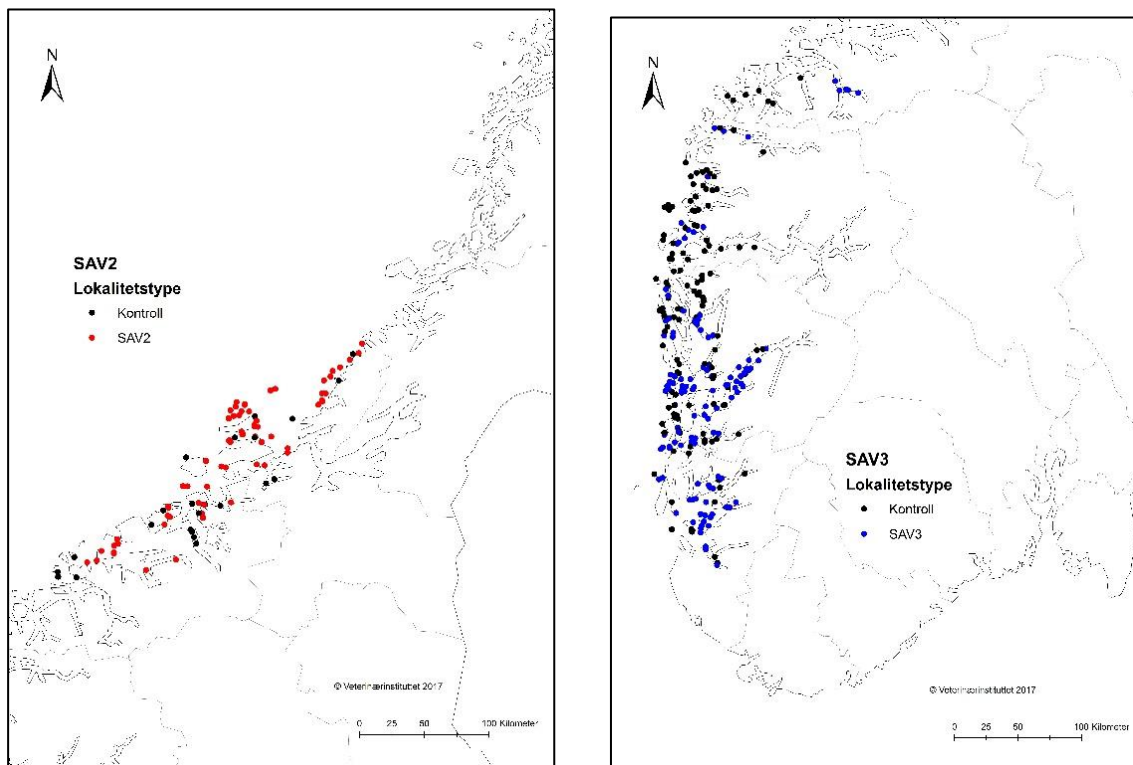 N
SAV2
Lokalitetstype
Kontroll
SAV2
© Veterinærinstituttet 2017
0 25 50 100 Kilometer
N
SAV3
Lokalitetstype
Kontroll
SAV3
© Veterinærinstituttet 2017
0 25 50 100 Kilometer